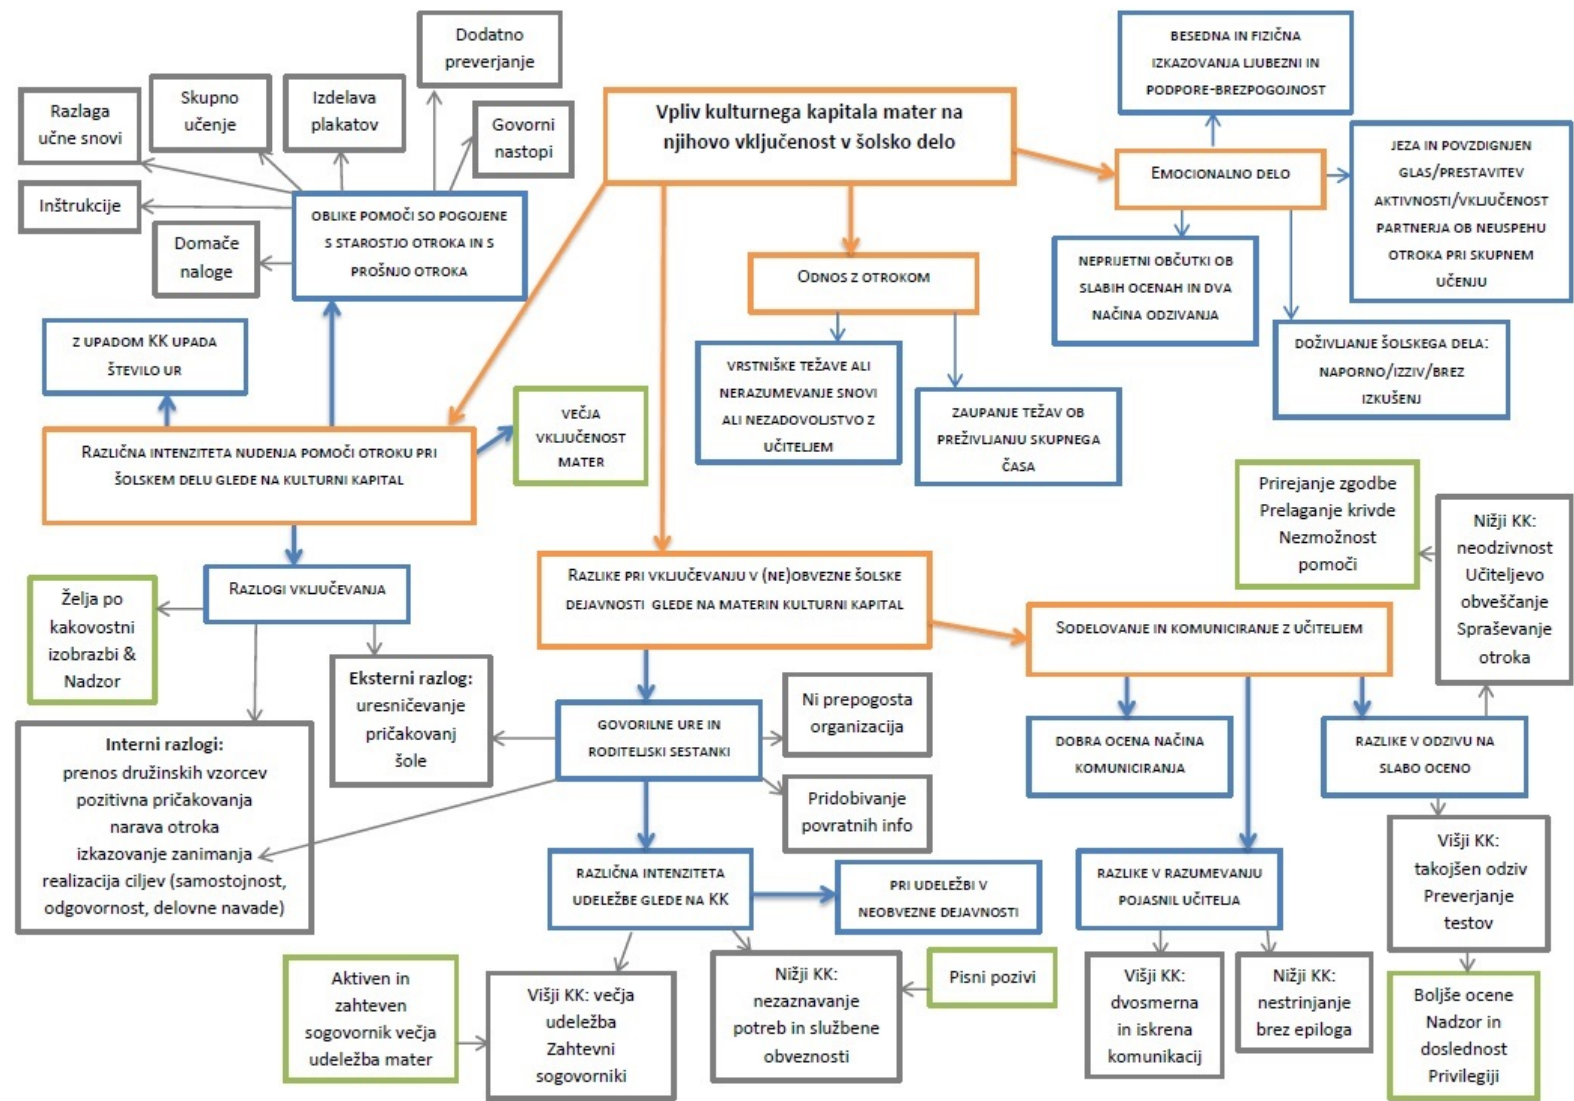 Dodatno
preverjanje
BESEDNA IN FIZIČNA
IZKAZOVANJA LJUBEZNI IN
PODPORE-BREZPOGOJNOST
Razlaga
učne snovi
Skupno
učenje
Izdelava
plakatov
Govorni
nastopi
Vpliv kulturnega kapitala mater na
njihovo vključenost v šolsko delo
EMOCIONALNO DELO
JEZA IN POVZDIGNJEN
GLAS/PRESTAVITEV
AKTIVNOSTI/VKLJUČENOST
PARTNERJA OB NEUSPEHU
OTROKA PRI SKUPNEM
UČENJU
Inštrukcije
Domače
naloge
OBLIKE POMOČI SO POGOJENE
S STAROSTJO OTROKA IN S
PROŠNJO OTROKA
ODNOS Z OTROKOM
NEPRIJETNI OBČUTKI OB
SLABIH OCENAH IN DVA
NAČINA ODZIVANJA
Z UPADOM KK UPADA
ŠTEVILO UR
VRSTNIŠKE TEŽAVE ALI
NERAZUMEVANJE SNOVI
ALI NEZADOVOLJSTVO Z
UČITELJEM
ZAUPANJE TEŽAV OB
PREŽIVLJANJU SKUPNEGA
ČASA
DOŽIVLJANJE ŠOLSKEGA DELA:
NAPORNO/IZZIV/BREZ
IZKUŠENJ
RAZLIČNA INTENZITETA NUDENJA POMOČI OTROKU PRI
ŠOLSKEM DELU GLEDE NA KULTURNI KAPITAL
VEČJA
VKLJUČENOST
MATER
Prirejanje zgodbe
Prelaganje krivde
Nezmožnost
pomoči
Nižji KK:
neodzivnost
Učiteljevo
obveščanje
Spraševanje
otroka
Želja po
kakovostni
izobrazbi &
Nadzor
RAZLOGI VKLJUČEVANJA
RAZLIKE PRI VKLJUČEVANJU V (NE)OBVEZNE ŠOLSKE
DEJAVNOSTI GLEDE NA MATERIN KULTURNI KAPITAL
SODELOVANJE IN KOMUNICIRANJE Z UČITELJEM
Eksterni razlog:
uresničevanje
pričakovanj
šole
GOVORILNE URE IN
RODITELJSKI SESTANKI
Ni prepogosta
organizacija
Pridobivanje
povratnih info
DOBRA OCENA NAČINA
KOMUNICIRANJA
RAZLIKE V ODZIVU NA
SLABO OCENO
Interni razlogi:
prenos družinskih vzorcev
pozitivna pričakovanja
narava otroka
izkazovanje zanimanja
realizacija ciljev (samostojnost,
odgovornost, delovne navade)
RAZLIČNA INTENZITETA
UDELEŽBE GLEDE NA KK
PRI UDELEŽBI V
NEOBVEZNE DEJAVNOSTI
RAZLIKE V RAZUMEVANJU
POJASNIL UČITELJA
Višji KK:
takojšen odziv
Preverjanje
testov
Aktiven in
zahteven
sogovornik večja
udeležba mater
Višji KK: večja
udeležba
Zahtevni
sogovorniki
Nižji KK:
nezaznavanje
potreb in službene
obveznosti
Pisni pozivi
Višji KK:
dvosmerna
in iskrena
komunikacij
Nižji KK:
nestrinjanje
brez epiloga
Boljše ocene
Nadzor in
doslednost
Privilegiji